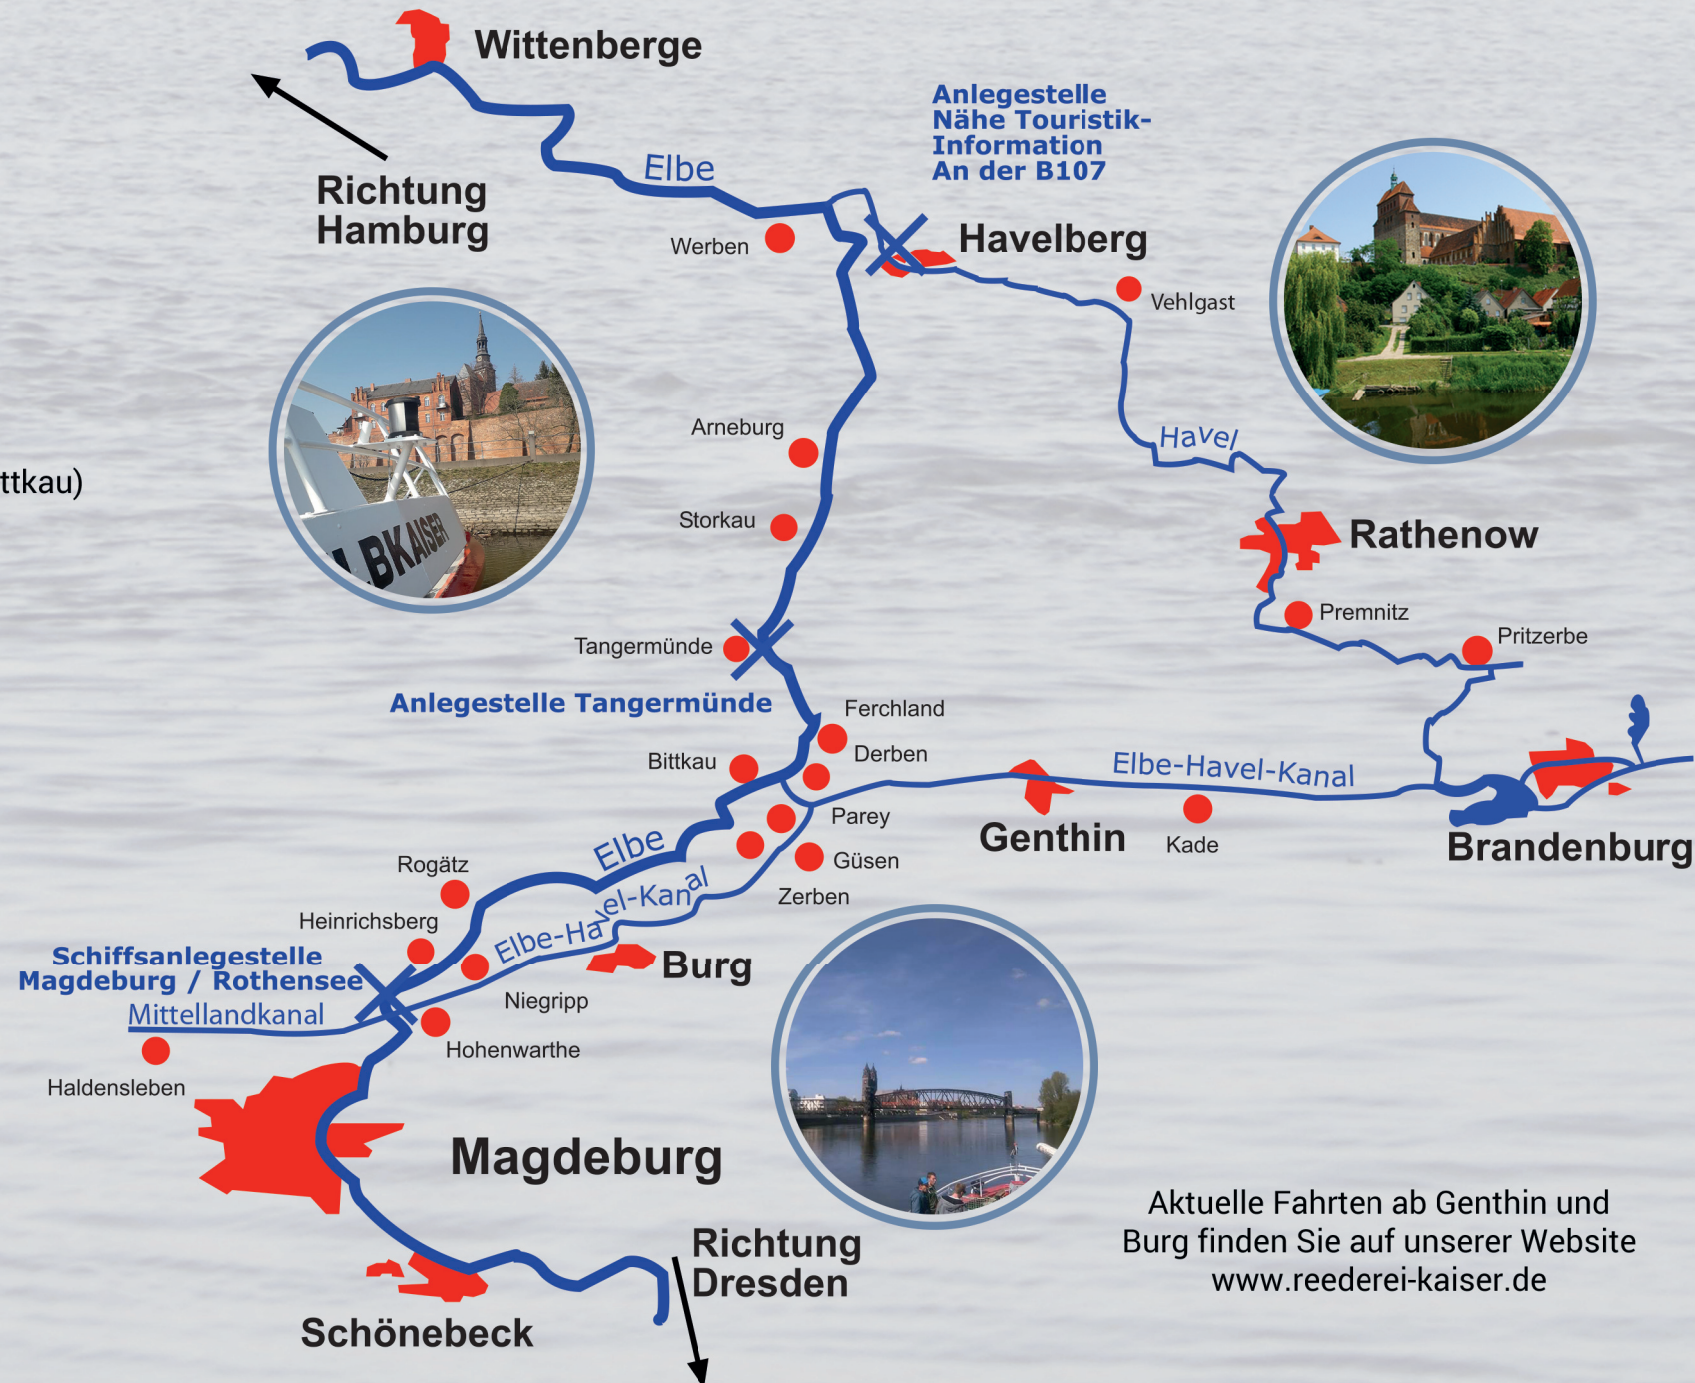 Wittenberge
Anlegestelle
Nähe Touristik-
Information
An der B107
Elbe
Richtung
Hamburg
Werben
Havelberg
Vehlgast
Arneburg
Havel
ttkau)
LBKAISER
Storkau
Rathenow
Premnitz
Pritzerbe
Tangermünde
Anlegestelle Tangermünde
Ferchland
Derben
Bittkau
Elbe-Havel-Kanal
Parey
Genthin
Kade
Brandenburg
Elbe
Güsen
Rogätz
Zerben
Heinrichsberg
Elbe-Havel-Kanal
Schiffsanlegestelle
Magdeburg / Rothensee
Burg
Mittellandkanal
Niegripp
Hohenwarthe
Haldensleben
Magdeburg
Aktuelle Fahrten ab Genthin und
Burg finden Sie auf unserer Website
www.reederei-kaiser.de
Richtung
Dresden
Schönebeck